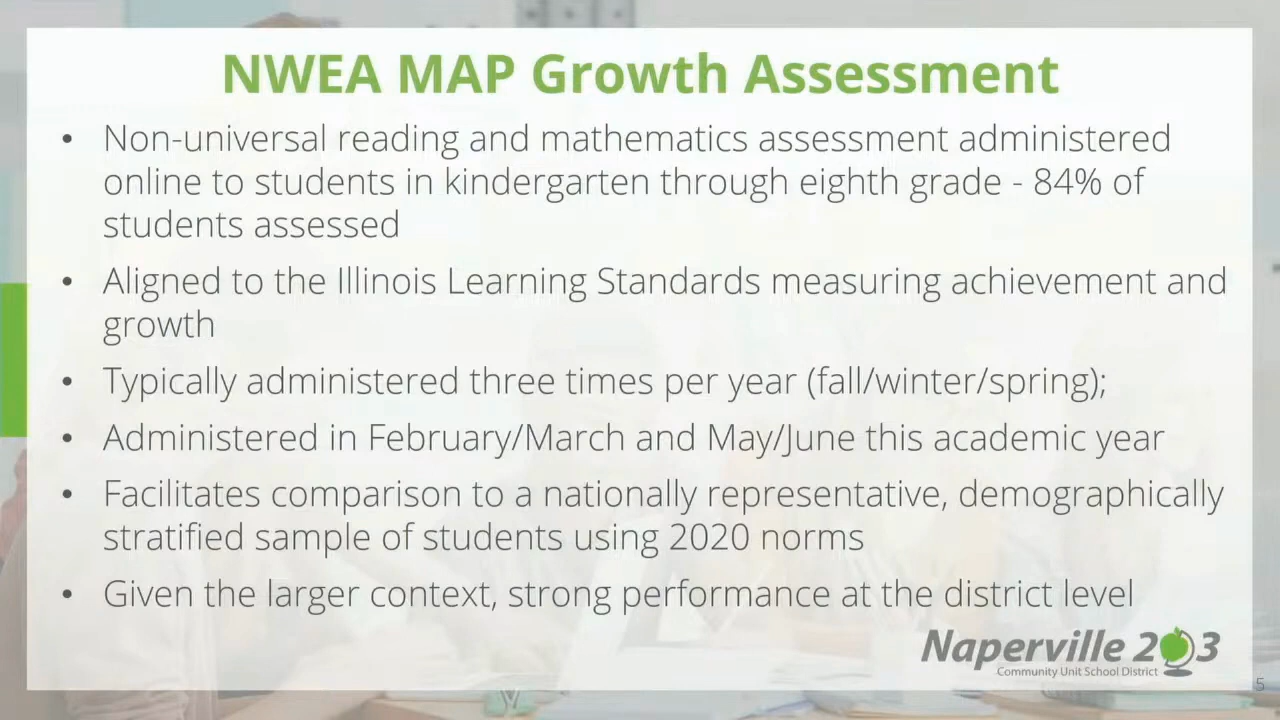 NWEA MAP Growth Assessment
• Non-universal reading and mathematics assessment administered
online to students in kindergarten through eighth grade - 84% of
students assessed
• Aligned to the Illinois Learning Standards measuring achievement and
growth
• Typically administered three times per year (fall/winter/spring);
• Administered in February/March and May/June this academic year
• Facilitates comparison to a nationally representative, demographically
stratified sample of students using 2020 norms
• Given the larger context, strong performance at the district level
Naperville 203
Community Unit School District
5